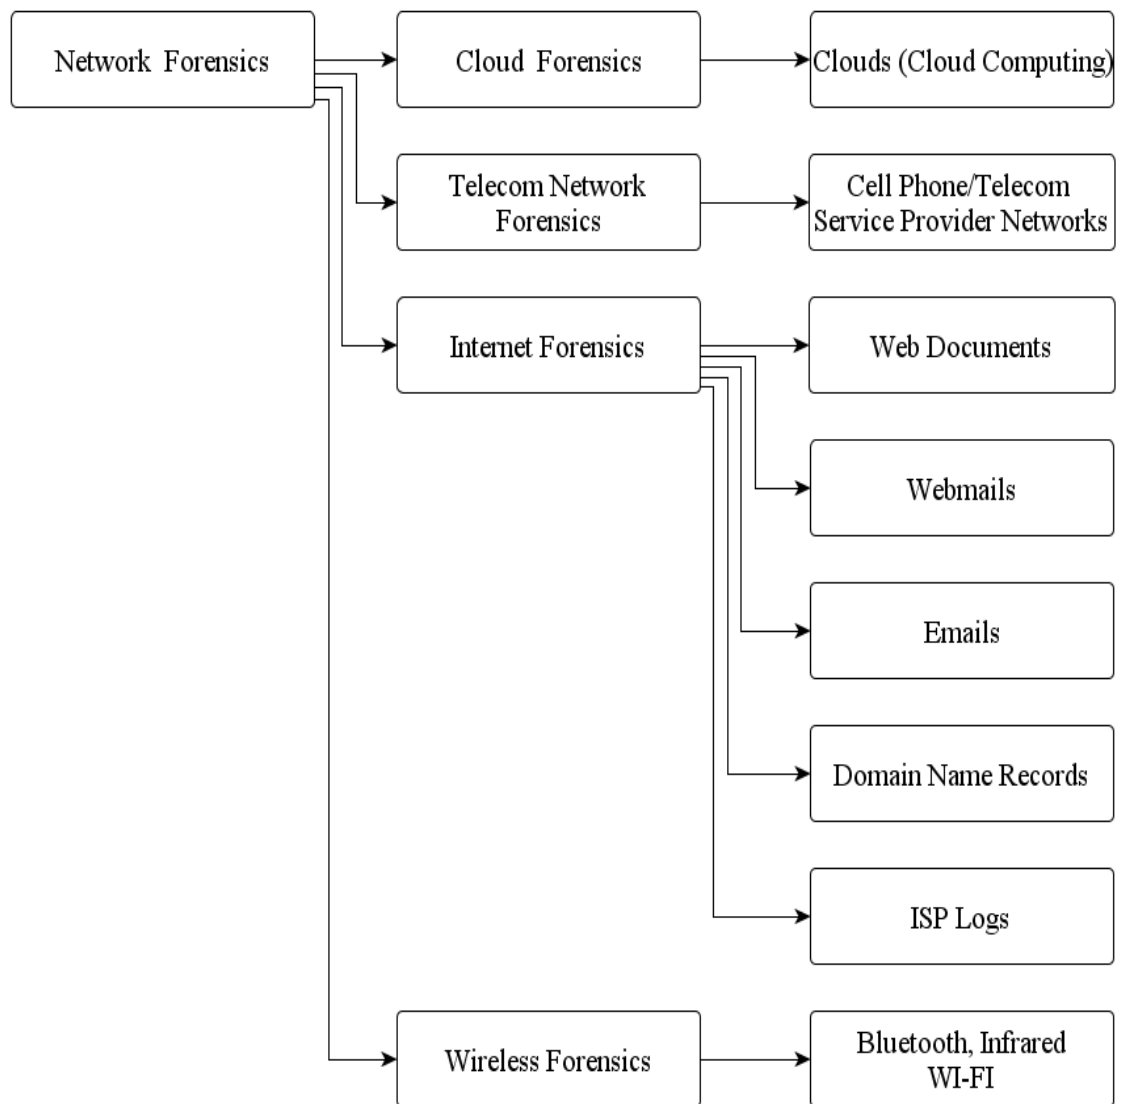 Network Forensics
Cloud Forensics
Clouds (Cloud Computing)
Telecom Network
Forensics
Cell Phone/Telecom
Service Provider Networks
Internet Forensics
Web Documents
Webmails
Emails
Domain Name Records
ISP Logs
Wireless Forensics
Bluetooth, Infrared
WI-FI